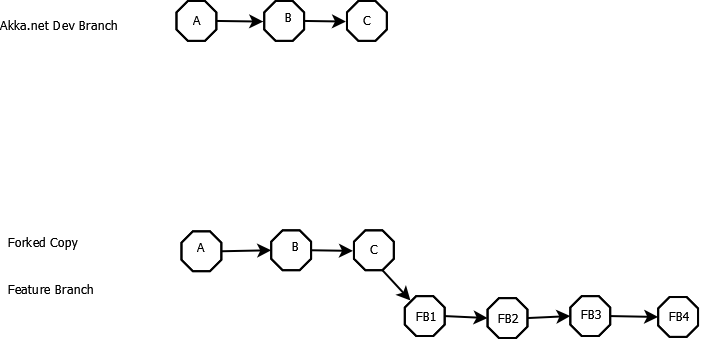 Akka.net Dev Branch
A
B
C
Forked Copy
A
B
C
Feature Branch
FB1
FB2
FB3
FB4